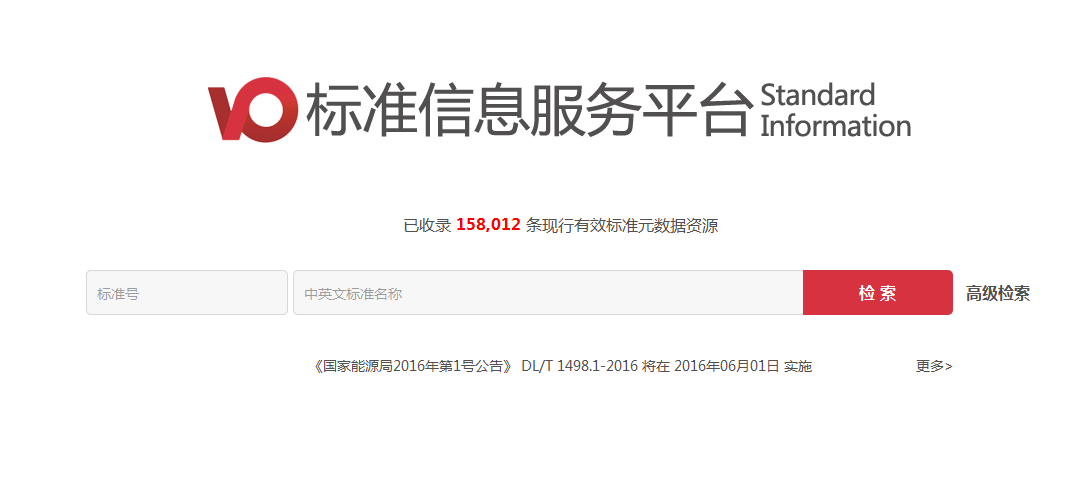 VO 标准信息服务平台 Standard
Information
已收录 158,012 条现行有效标准元数据资源
标准号 中英文标准名称 检 索 高级检索
《国家能源局2016年第1号公告》 DL/T 1498.1-2016 将在 2016年06月01日 实施 更多>